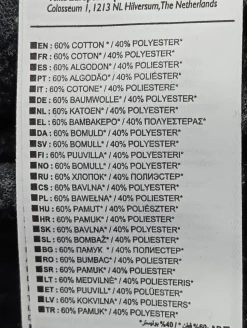 Colosseum 1, 1213 NL Hilversum, The Netherlands
EN: 60% COTTON * / 40% POLYESTER*
FR: 60% COTON* / 40% POLYESTER*
ES: 60% ALGODON* / 40% POLYESTER*
PT: 60% ALGODÃO* / 40% POLIÉSTER*
IT: 60% COTONE* / 40% POLIESTERE*
DE: 60% BAUMWOLLE* / 40% POLYESTER*
NL: 60% KATOEN* / 40% POLYESTER*
EL: 60% ΒΑΜΒΑΚΕΡΟ* / 40% ΠΟΛΥΕΣΤΕΡΑΣ*
DA: 60% BOMULD* / 40% POLYESTER*
SV: 60% BOMULL* / 40% POLYESTER*
FI: 60% PUUVILLA* / 40% POLYESTERI*
NO: 60% BOMULL* / 40% POLYESTER*
RU: 60% ХЛОПОК* / 40% ПОЛИЭСТЕР*
CS: 60% BAVLNA* / 40% POLYESTER*
PL: 60% BAWEŁNA* / 40% POLIESTER*
HU: 60% PAMUT* / 40% POLIÉSZTER*
HR: 60% PAMUK* / 40% POLIESTER*
SK: 60% BAVLNA* / 40% POLYESTER*
SL: 60% BOMBAŽ* / 40% POLIESTER*
BG: 60% ПАМУК * / 40% ПОЛИЕСТЕР*
RO: 60% BUMBAC* / 40% POLIESTER*
SR: 60% PAMUK* / 40% POLIESTER*
LT: 60% MEDVILNĖ* / 40% POLIESTERIS*
ET: 60% PUUVILL* / 40% POLÜESTER*
LV: 60% KOKVILNA* / 40% POLIESTERS*
TR: 60% PAMUK* / 40% POLYESTER*